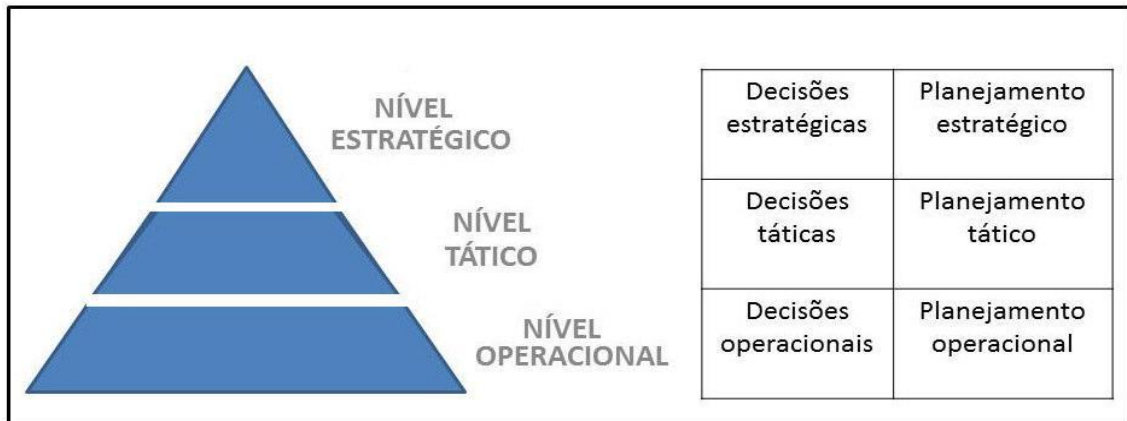 NÍVEL
ESTRATÉGICO
NÍVEL
TÁTICO
NÍVEL
OPERACIONAL
Decisões
estratégicas
Planejamento
estratégico
Decisões
táticas
Planejamento
tático
Decisões
operacionais
Planejamento
operacional